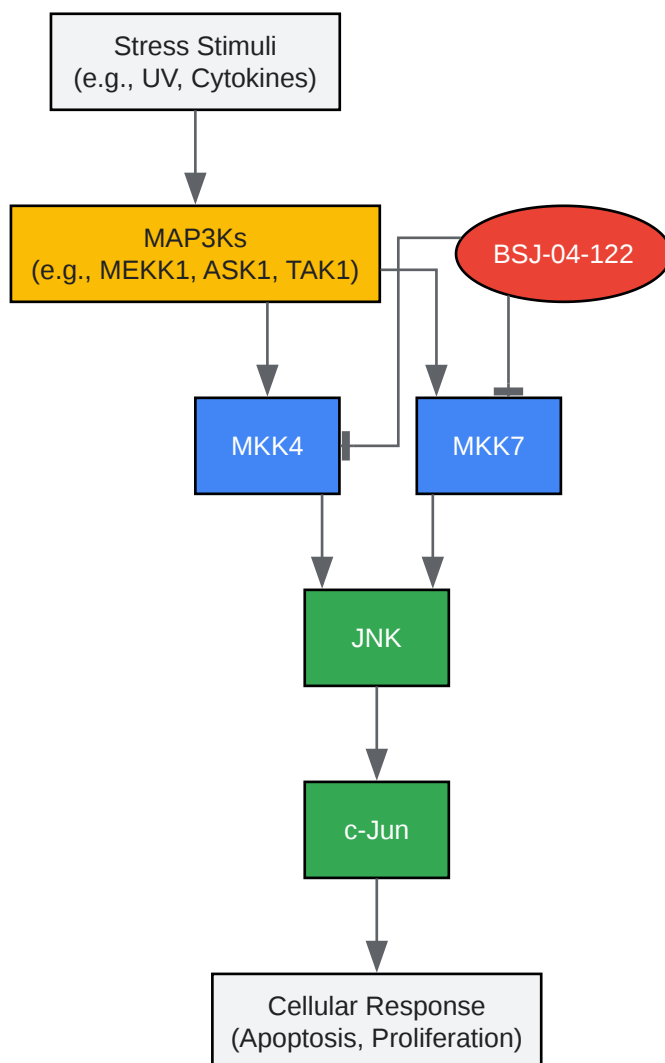 Stress Stimuli
(e.g., UV, Cytokines)
MAP3Ks
(e.g., MEKK1, ASK1, TAK1)
BSJ-04-122
MKK4
MKK7
JNK
c-Jun
Cellular Response
(Apoptosis, Proliferation)